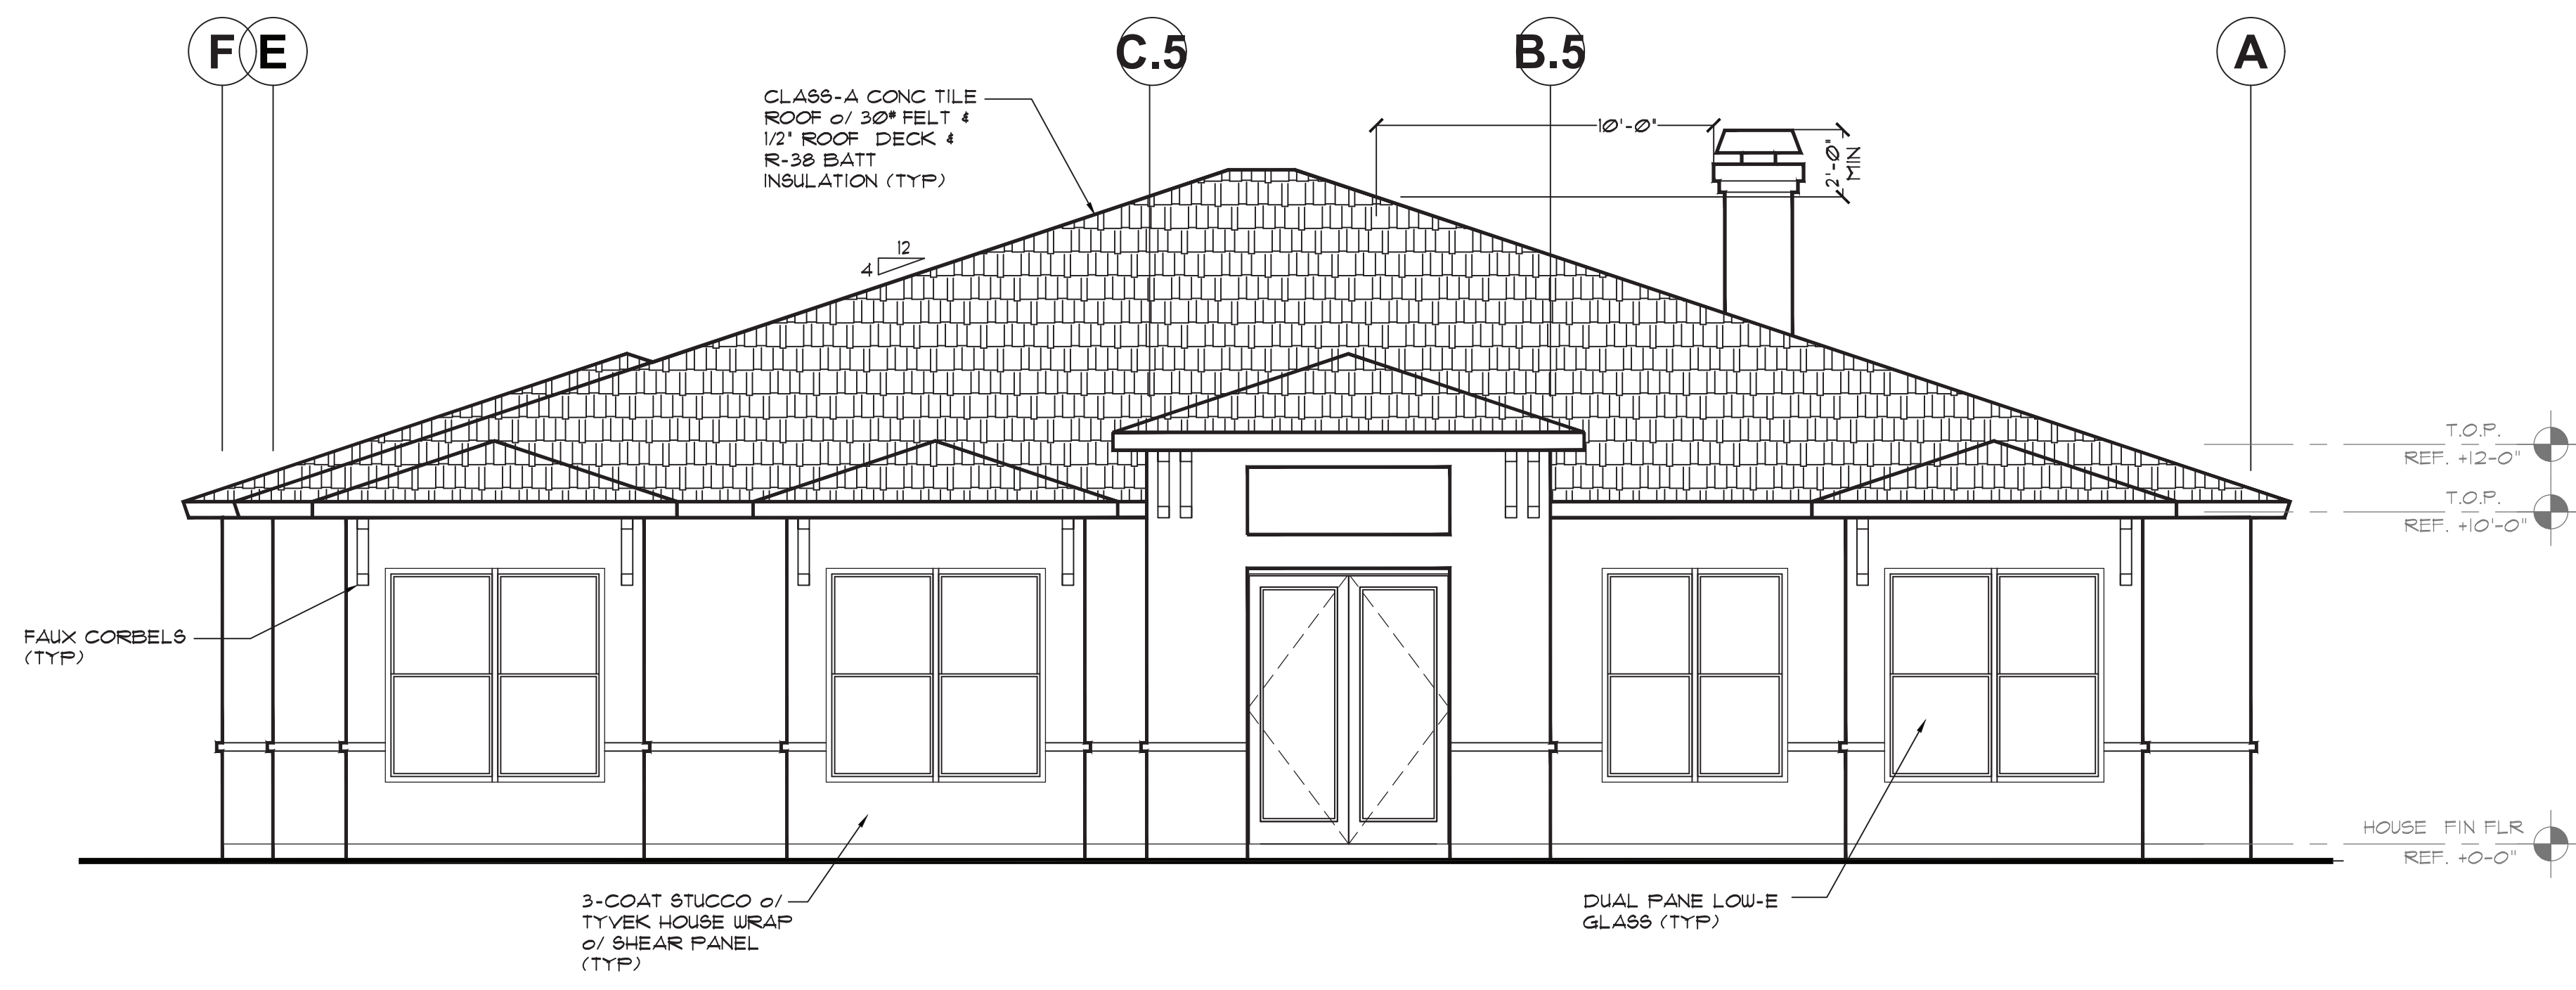 F
E
C.5
B.5
A
CLASS-A CONC TILE
ROOF o/ 30# FELT &
1/2" ROOF DECK &
R-38 BATT
INSULATION (TYP)
10'-0"
2'-0"
MIN
12
4
T.O.P.
REF. +12-0"
T.O.P.
REF. +10'-0"
FAUX CORBELS
(TYP)
HOUSE FIN FLR
REF. +0-0"
3-COAT STUCCO o/
TYVEK HOUSE WRAP
o/ SHEAR PANEL
(TYP)
DUAL PANE LOW-E
GLASS (TYP)